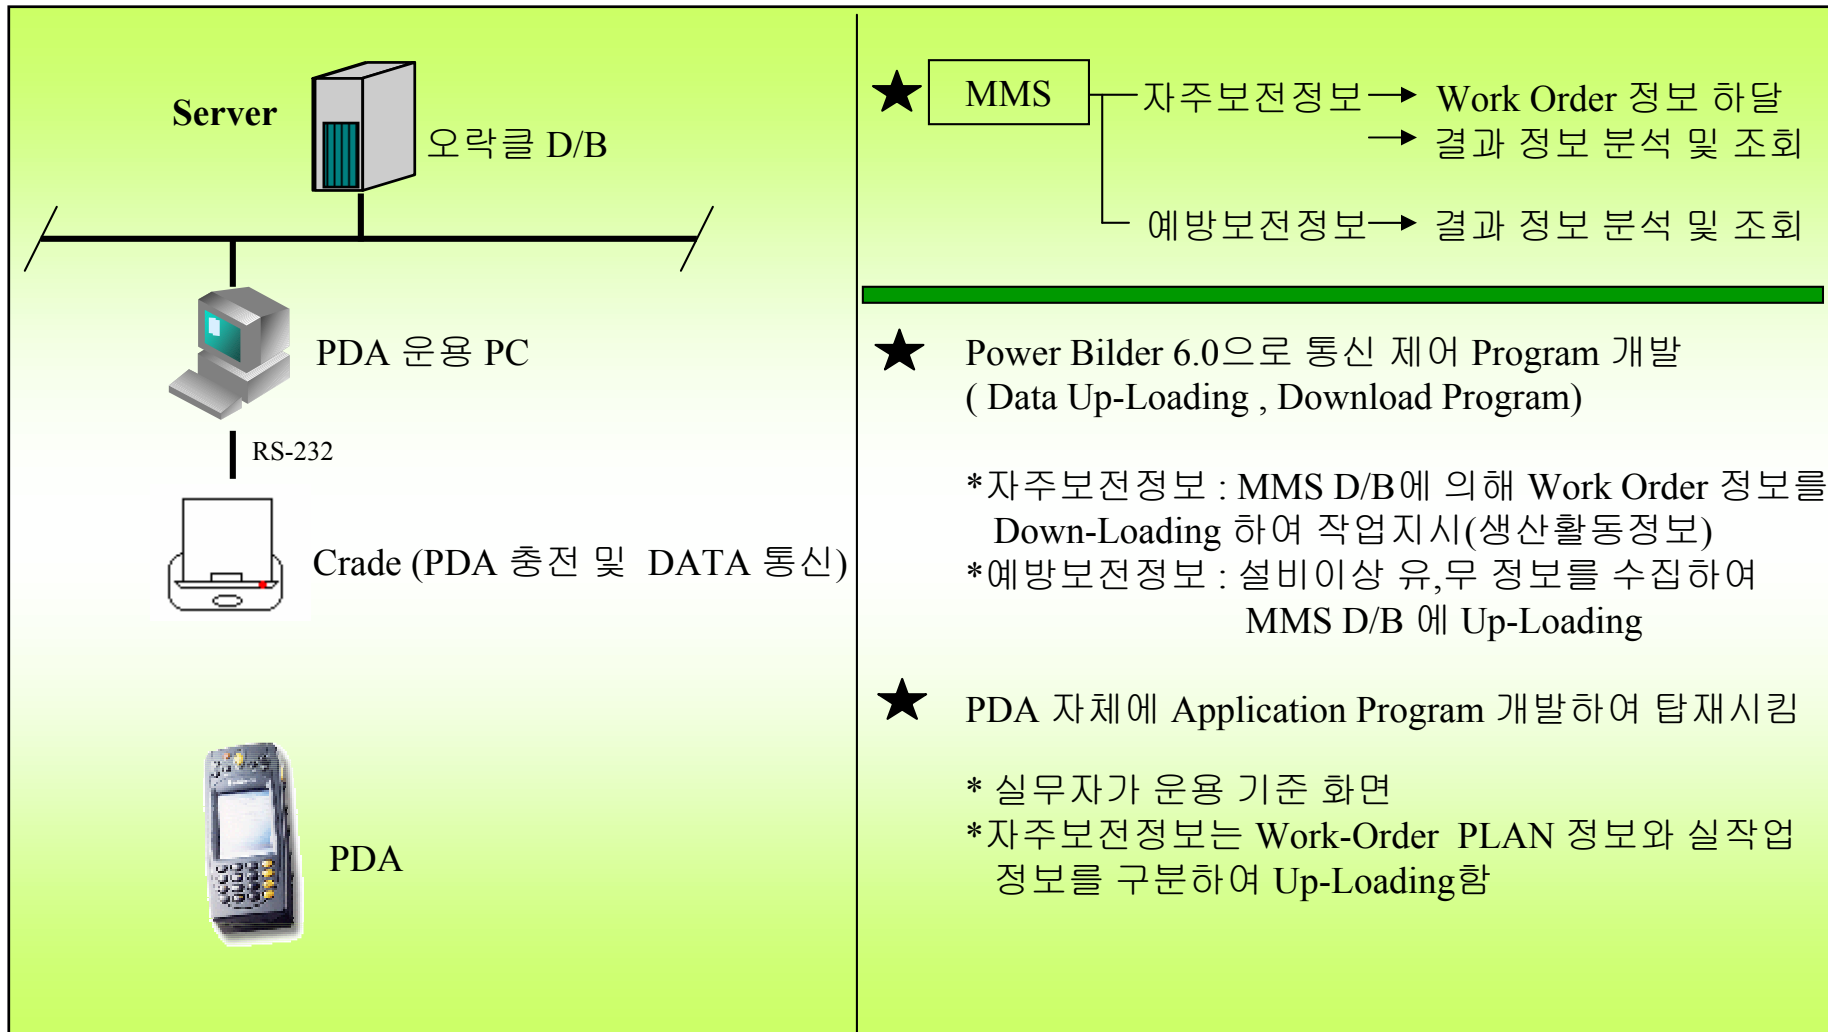 Server
오락클 D/B
PDA 운용 PC
RS-232
Crade (PDA 충전 및 DATA 통신)
PDA
★ MMS 자주보전정보 → Work Order 정보 하달
→ 결과 정보 분석 및 조회
예방보전정보 → 결과 정보 분석 및 조회
★ Power Bilder 6.0으로 통신 제어 Program 개발
( Data Up-Loading , Download Program)
*자주보전정보 : MMS D/B에 의해 Work Order 정보를
Down-Loading 하여 작업지시(생산활동정보)
*예방보전정보 : 설비이상 유,무 정보를 수집하여
MMS D/B 에 Up-Loading
★ PDA 자체에 Application Program 개발하여 탑재시킴
* 실무자가 운용 기준 화면
*자주보전정보는 Work-Order PLAN 정보와 실작업
정보를 구분하여 Up-Loading함